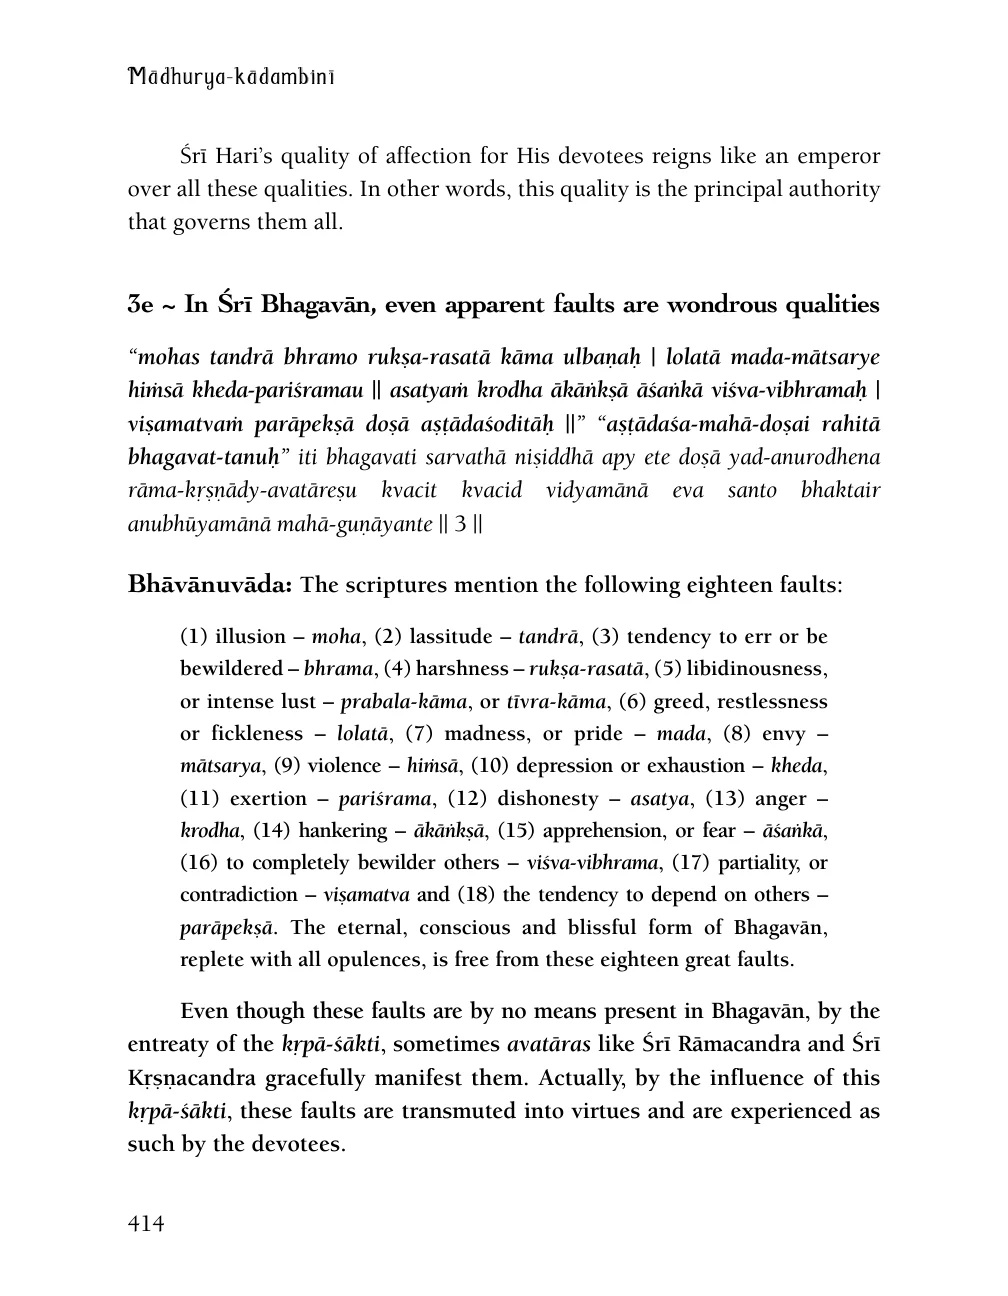 Mādhurya-kādambinī
Śrī Hari’s quality of affection for His devotees reigns like an emperor
over all these qualities. In other words, this quality is the principal authority
that governs them all.
3e ~ In Śrī Bhagavān, even apparent faults are wondrous qualities
“mohas tandrā bhramo rukṣa-rasatā kāma ulbaṇaḥ | lolatā mada-mātsarye
hiṁsā kheda-pariśramau || asatyaṁ krodha ākāṅkṣā āśaṅkā viśva-vibhramaḥ |
viṣamatvaṁ parāpekṣā doṣā aṣṭādaśoditāḥ ||” “aṣṭādaśa-mahā-doṣai rahitā
bhagavat-tanuḥ” iti bhagavati sarvathā niṣiddhā apy ete doṣā yad-anurodhena
rāma-kṛṣṇādy-avatāreṣu kvacit kvacid vidyamānā eva santo bhaktair
anubhūyamānā mahā-guṇāyante || 3 ||
Bhāvānuvāda: The scriptures mention the following eighteen faults:
(1) illusion – moha, (2) lassitude – tandrā, (3) tendency to err or be
bewildered – bhrama, (4) harshness – rukṣa-rasatā, (5) libidinousness,
or intense lust – prabala-kāma, or tīvra-kāma, (6) greed, restlessness
or fickleness – lolatā, (7) madness, or pride – mada, (8) envy –
mātsarya, (9) violence – hiṁsā, (10) depression or exhaustion – kheda,
(11) exertion – pariśrama, (12) dishonesty – asatya, (13) anger –
krodha, (14) hankering – ākāṅkṣā, (15) apprehension, or fear – āśaṅkā,
(16) to completely bewilder others – viśva-vibhrama, (17) partiality, or
contradiction – viṣamatva and (18) the tendency to depend on others –
parāpekṣā. The eternal, conscious and blissful form of Bhagavān,
replete with all opulences, is free from these eighteen great faults.
Even though these faults are by no means present in Bhagavān, by the
entreaty of the kṛpā-śākti, sometimes avatāras like Śrī Rāmacandra and Śrī
Kṛṣṇacandra gracefully manifest them. Actually, by the influence of this
kṛpā-śākti, these faults are transmuted into virtues and are experienced as
such by the devotees.
414